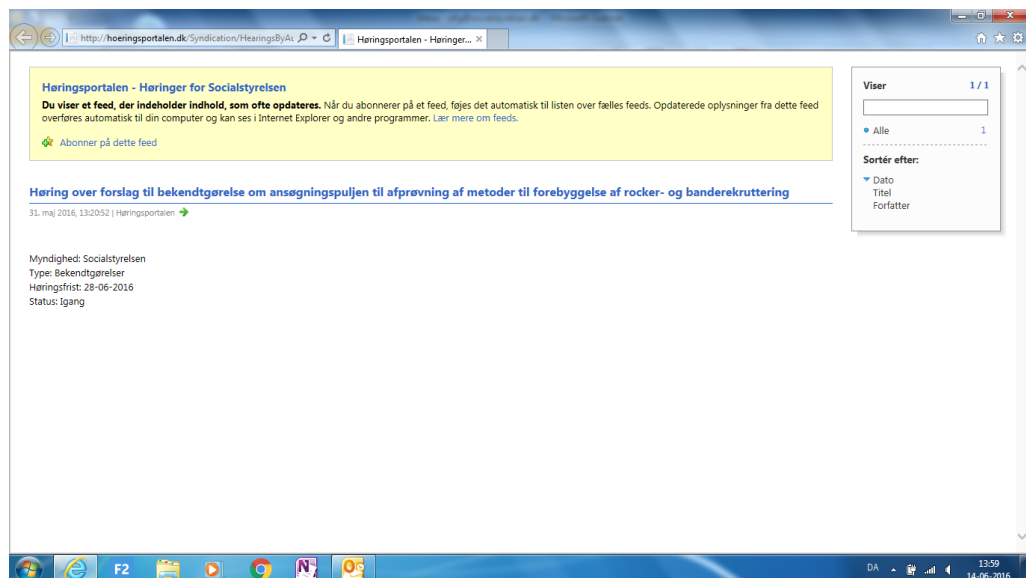 http://hoeringsportalen.dk/Syndication/HearingsByAu
Høringsportalen - Høringer...
Høringsportalen - Høringer for Socialstyrelsen
Du viser et feed, der indeholder indhold, som ofte opdateres. Når du abonnerer på et feed, føjes det automatisk til listen over fælles feeds. Opdaterede oplysninger fra dette feed
overføres automatisk til din computer og kan ses i Internet Explorer og andre programmer. Lær mere om feeds.
Abonner på dette feed
Høring over forslag til bekendtgørelse om ansøgningspuljen til afprøvning af metoder til forebyggelse af rocker- og banderekruttering
31. maj 2016, 13:20:52 | Høringsportalen
Myndighed: Socialstyrelsen
Type: Bekendtgørelser
Høringsfrist: 28-06-2016
Status: Igang
Viser 1 / 1
Alle 1
Sortér efter:
Dato
Titel
Forfatter
F2
N
DA
13:59
14-06-2016